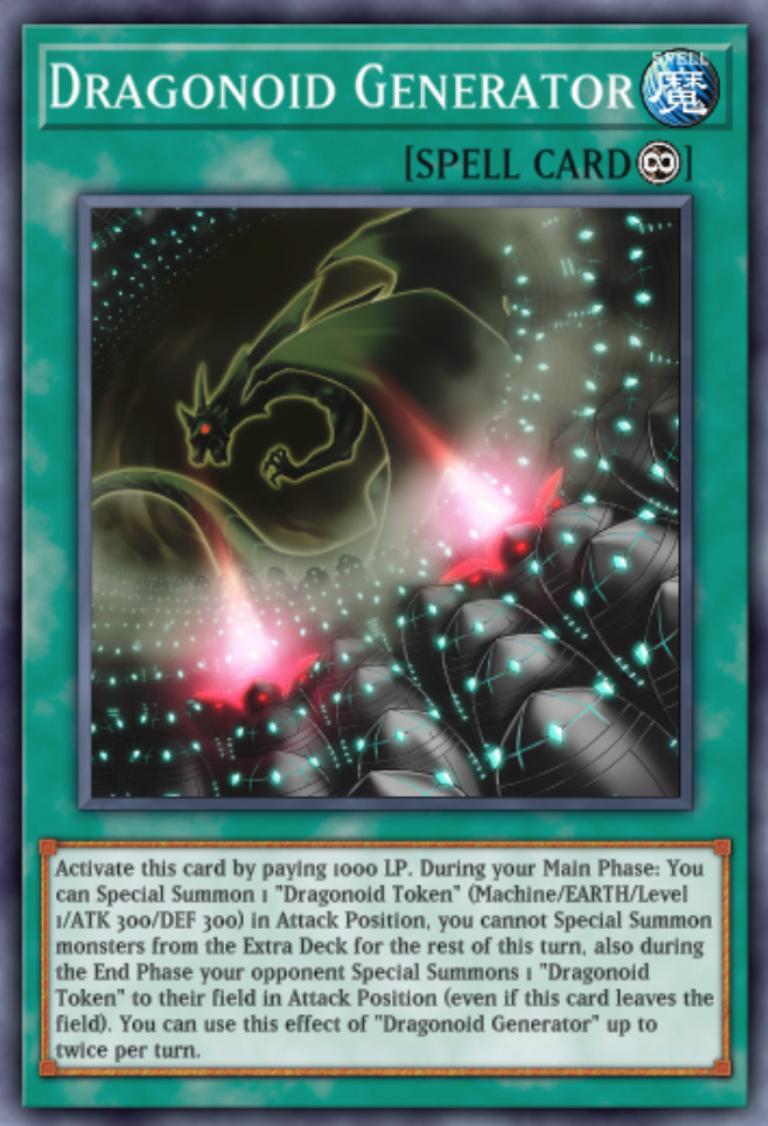 DRAGONOID GENERATOR
SPELL
魔
[SPELL CARD]
Activate this card by paying 1000 LP. During your Main Phase: You
can Special Summon 1 "Dragonoid Token" (Machine/EARTH/Level
1/ATK 300/DEF 300) in Attack Position, you cannot Special Summon
monsters from the Extra Deck for the rest of this turn, also during
the End Phase your opponent Special Summons 1 "Dragonoid
Token" to their field in Attack Position (even if this card leaves the
field). You can use this effect of "Dragonoid Generator" up to
twice per turn.